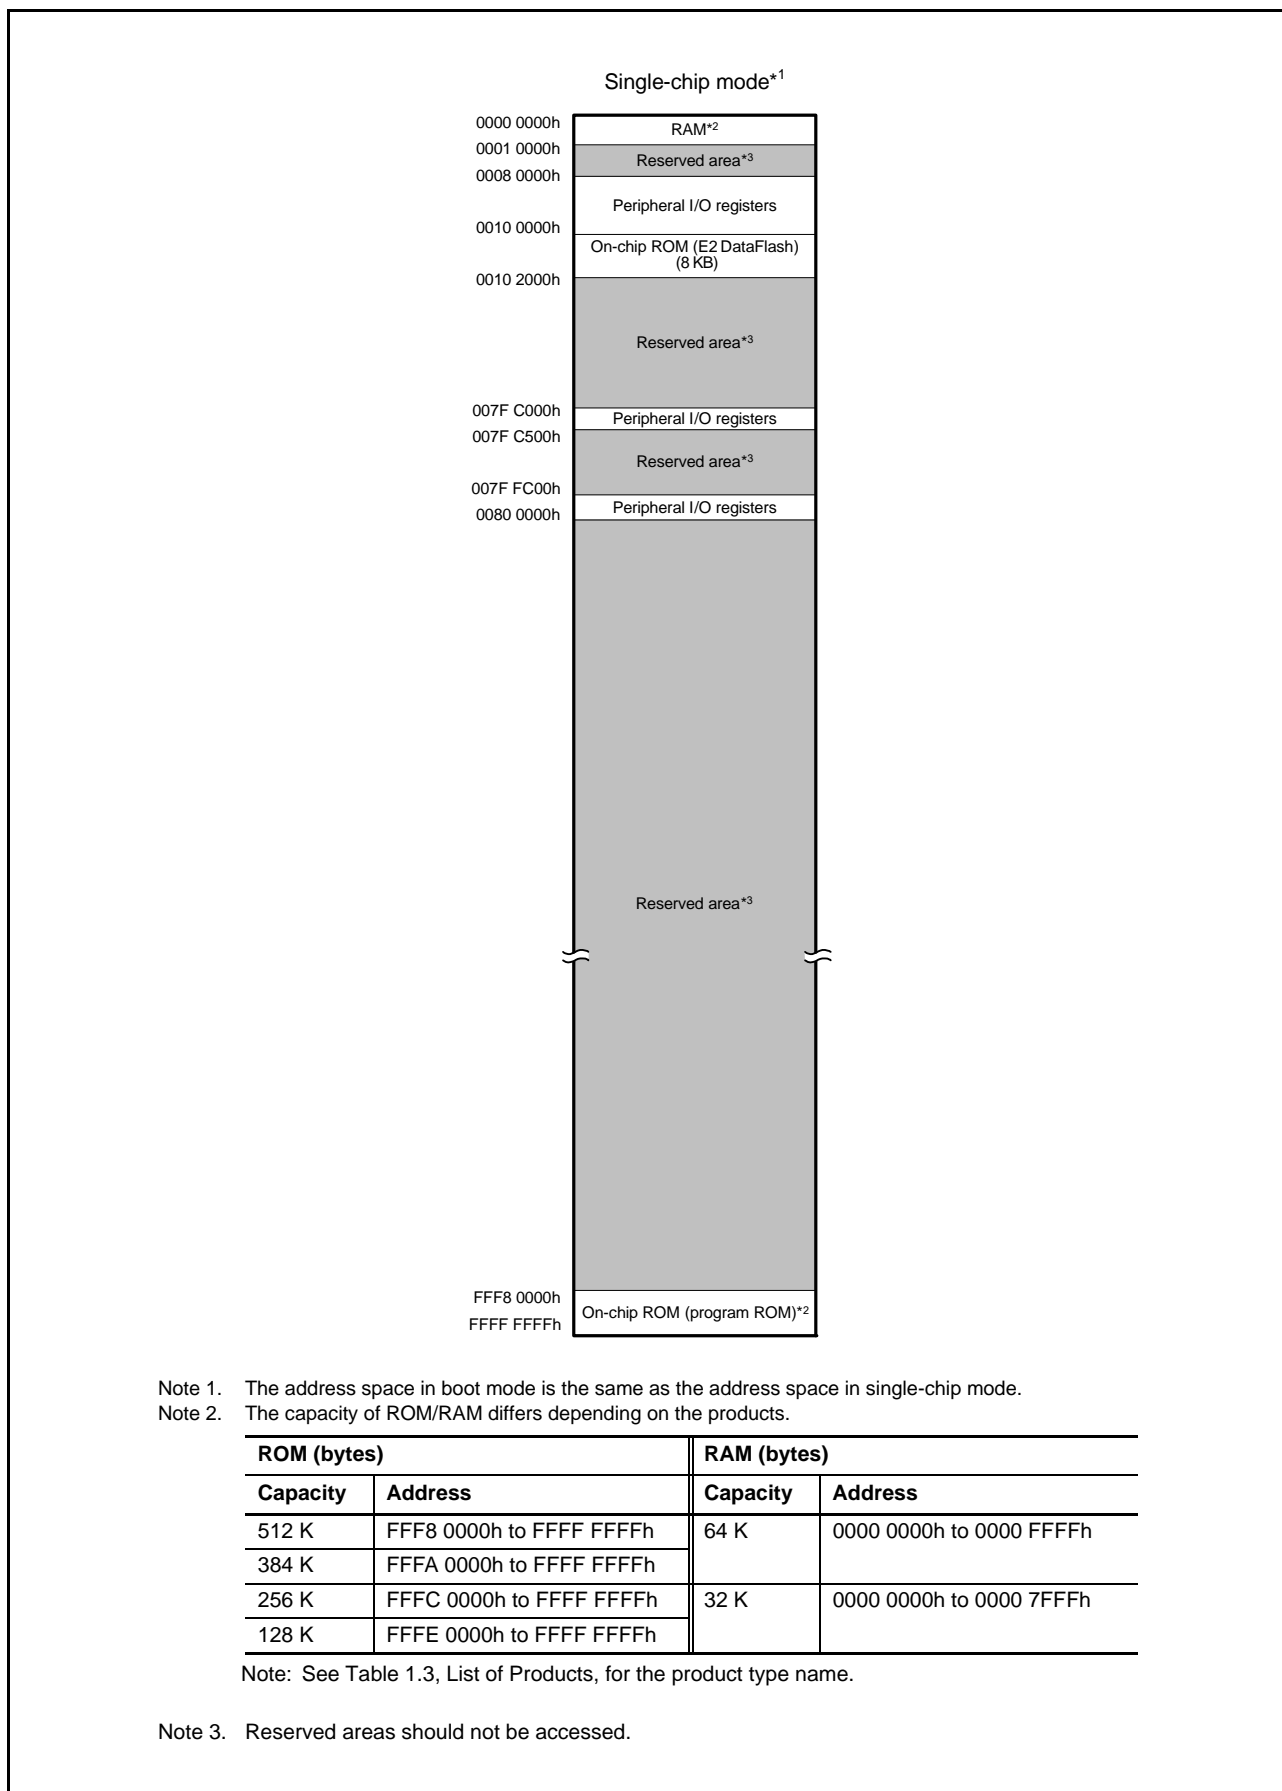 Single-chip mode*1
0000 0000h
RAM*2
0001 0000h
Reserved area*3
0008 0000h
Peripheral I/O registers
0010 0000h
On-chip ROM (E2 DataFlash)
(8 KB)
0010 2000h
Reserved area*3
007F C000h
Peripheral I/O registers
007F C500h
Reserved area*3
007F FC00h
Peripheral I/O registers
0080 0000h
Reserved area*3
FFF8 0000h
On-chip ROM (program ROM)*2
FFFF FFFFh
Note 1. The address space in boot mode is the same as the address space in single-chip mode.
Note 2. The capacity of ROM/RAM differs depending on the products.
ROM (bytes) RAM (bytes)
Capacity Address Capacity Address
512 K FFF8 0000h to FFFF FFFFh 64 K 0000 0000h to 0000 FFFFh
384 K FFFA 0000h to FFFF FFFFh
256 K FFFC 0000h to FFFF FFFFh 32 K 0000 0000h to 0000 7FFFh
128 K FFFE 0000h to FFFF FFFFh
Note: See Table 1.3, List of Products, for the product type name.
Note 3. Reserved areas should not be accessed.